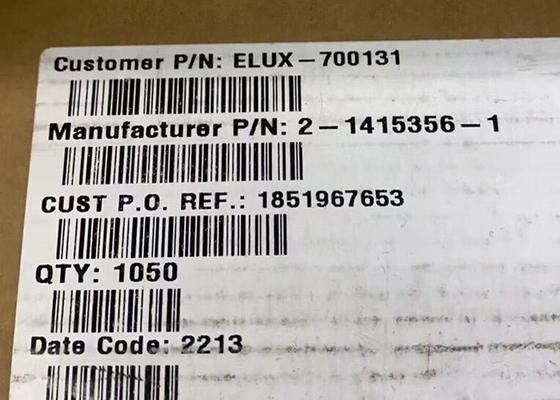 Customer P/N: ELUX-700131
Manufacturer P/N: 2-1415356-1
CUST P.O. REF.: 1851967653
QTY: 1050
Date Code: 2213